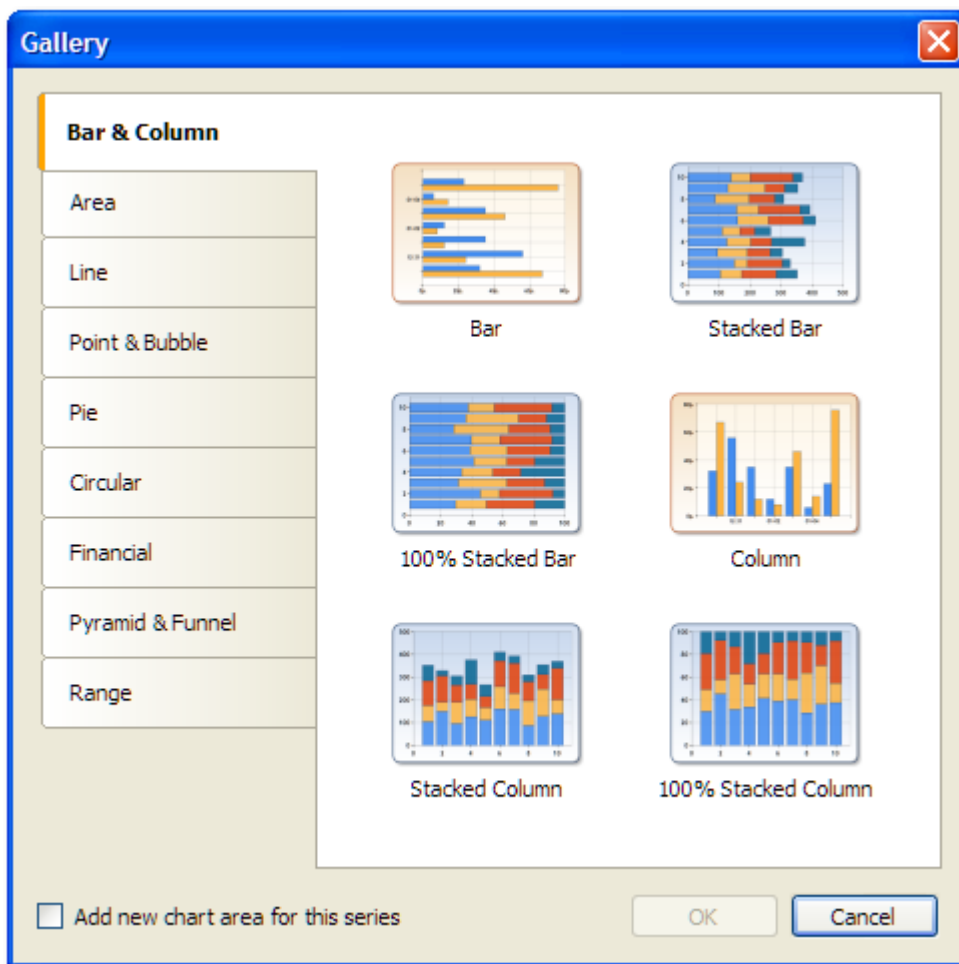 Gallery
Bar & Column
Area
Line
Point & Bubble
Pie
Circular
Financial
Pyramid & Funnel
Range
Bar
Stacked Bar
100% Stacked Bar
Column
Stacked Column
100% Stacked Column
Add new chart area for this series
OK
Cancel